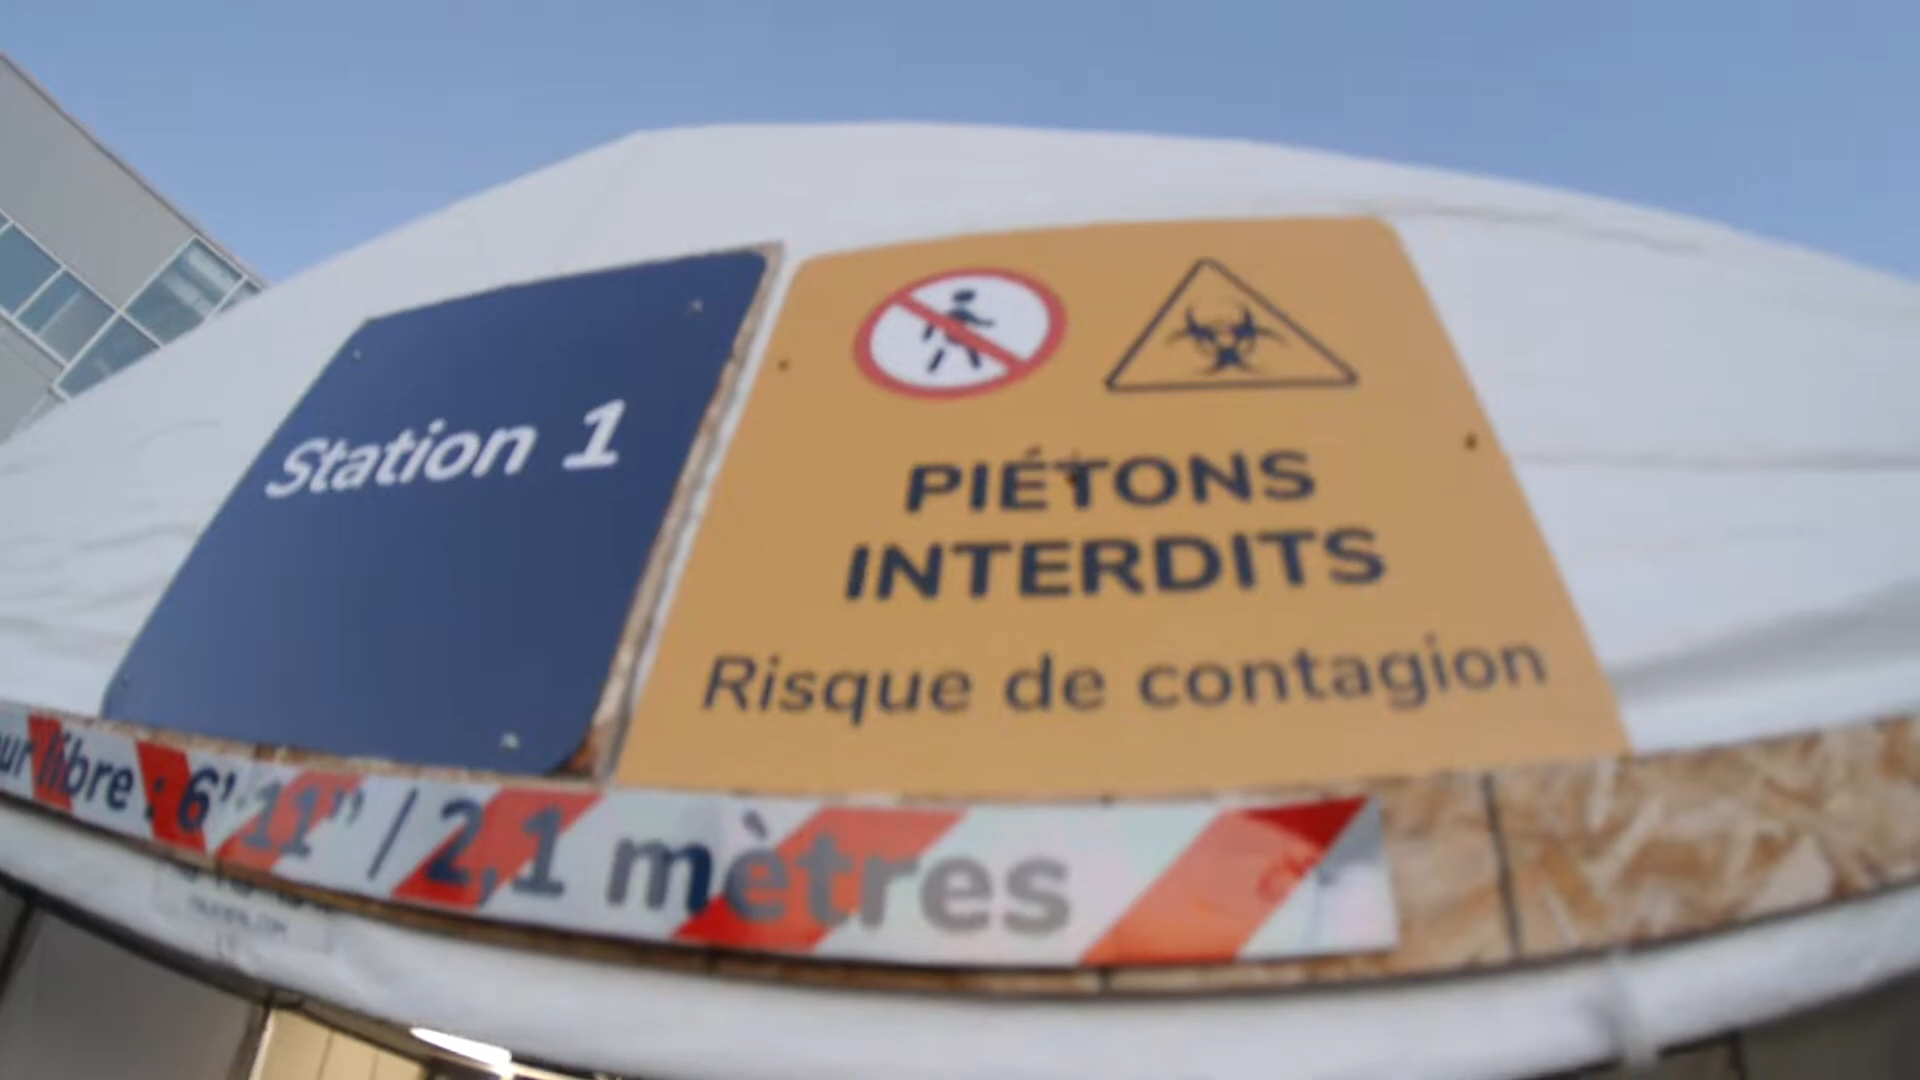 Station 1
PIÉTONS
INTERDITS
Risque de contagion
libre : 6'-11" / 2,1 mètres